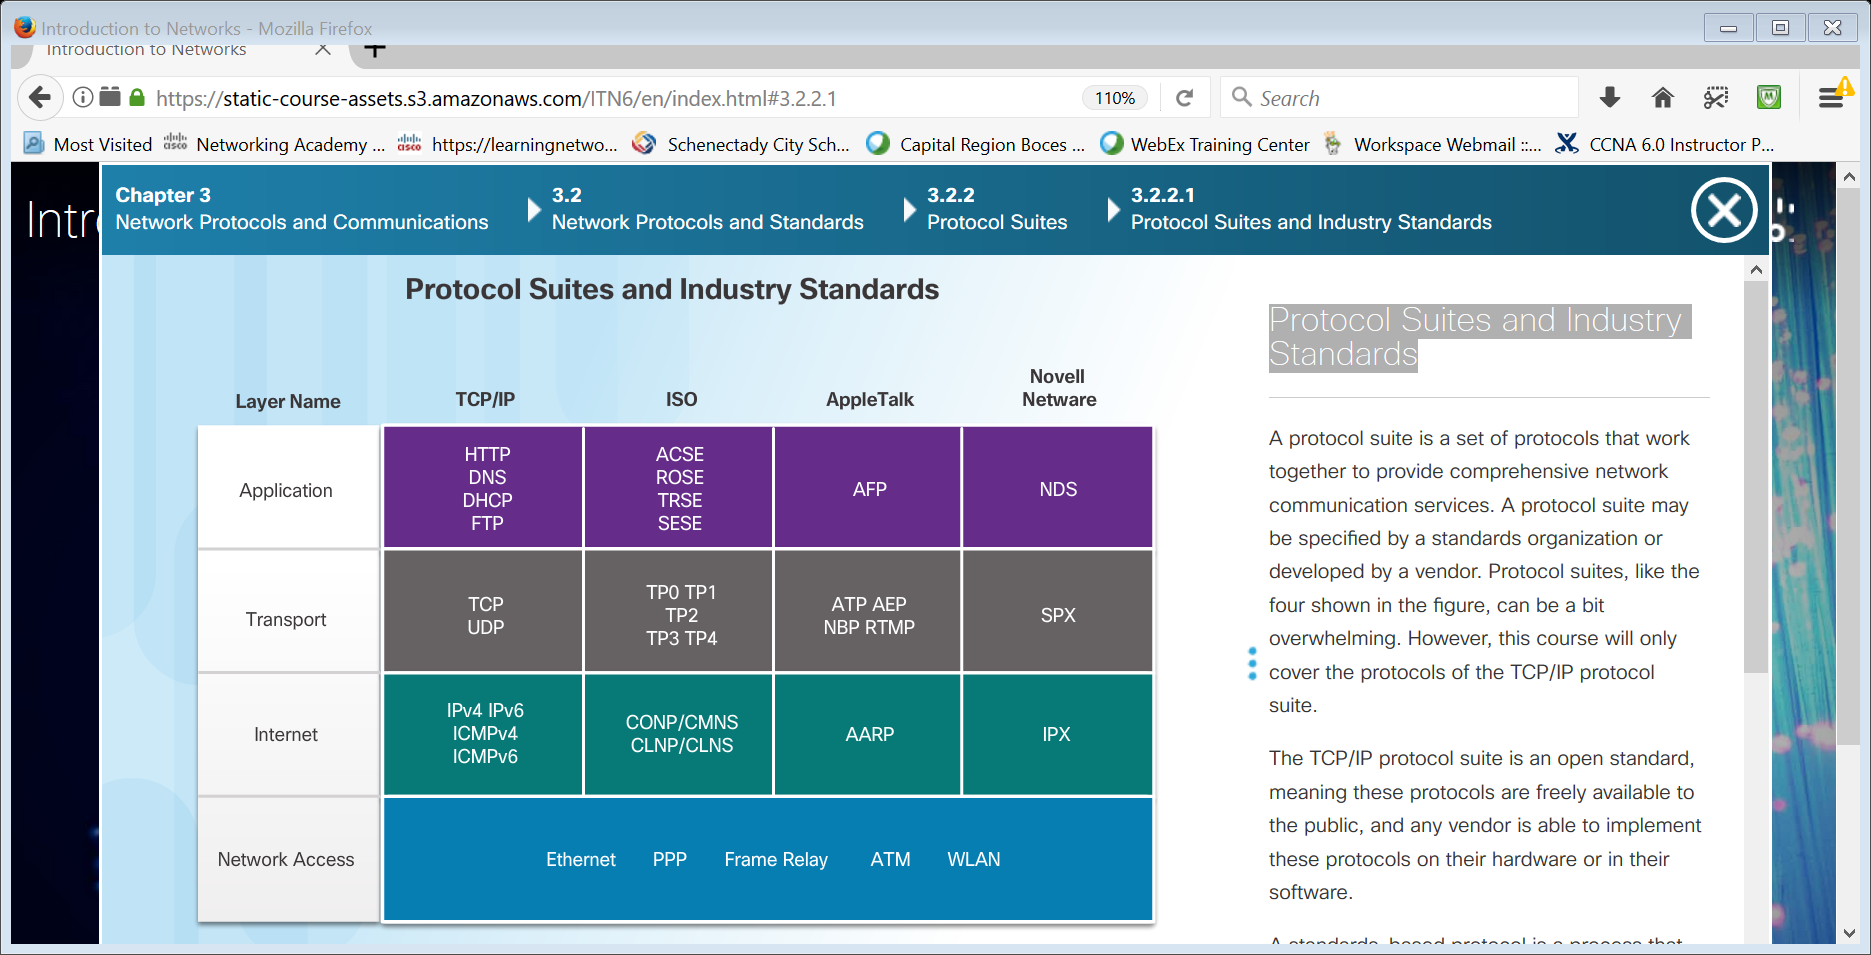 Introduction to Networks - Mozilla Firefox
Introduction to Networks
https://static-course-assets.s3.amazonaws.com/ITN6/en/index.html#3.2.2.1
110%
Search
Most Visited
cisco Networking Academy ...
cisco https://learningnetwo...
Schenectady City Sch...
Capital Region Boces ...
WebEx Training Center
Workspace Webmail ::...
CCNA 6.0 Instructor P...
Intr
Chapter 3
Network Protocols and Communications
3.2
Network Protocols and Standards
3.2.2
Protocol Suites
3.2.2.1
Protocol Suites and Industry Standards
Protocol Suites and Industry Standards
Layer Name
TCP/IP
ISO
AppleTalk
Novell
Netware
Application
HTTP
DNS
DHCP
FTP
ACSE
ROSE
TRSE
SESE
AFP
NDS
Transport
TCP
UDP
TP0 TP1
TP2
TP3 TP4
ATP AEP
NBP RTMP
SPX
Internet
IPv4 IPv6
ICMPv4
ICMPv6
CONP/CMNS
CLNP/CLNS
AARP
IPX
Network Access
Ethernet PPP Frame Relay ATM WLAN
Protocol Suites and Industry
Standards
A protocol suite is a set of protocols that work
together to provide comprehensive network
communication services. A protocol suite may
be specified by a standards organization or
developed by a vendor. Protocol suites, like the
four shown in the figure, can be a bit
overwhelming. However, this course will only
cover the protocols of the TCP/IP protocol
suite.
The TCP/IP protocol suite is an open standard,
meaning these protocols are freely available to
the public, and any vendor is able to implement
these protocols on their hardware or in their
software.
A standards-based protocol is a process that